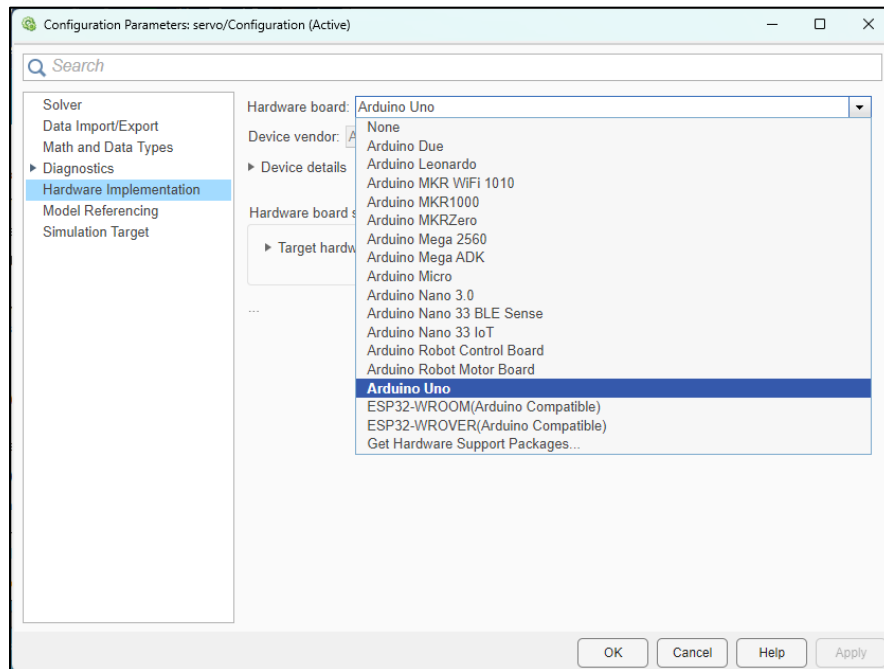 Configuration Parameters: servo/Configuration (Active)
Search
Solver
Data Import/Export
Math and Data Types
Diagnostics
Hardware Implementation
Model Referencing
Simulation Target
Hardware board: Arduino Uno
Device vendor: A
Device details
Hardware board s
Target hardw
...
None
Arduino Due
Arduino Leonardo
Arduino MKR WiFi 1010
Arduino MKR1000
Arduino MKRZero
Arduino Mega 2560
Arduino Mega ADK
Arduino Micro
Arduino Nano 3.0
Arduino Nano 33 BLE Sense
Arduino Nano 33 IoT
Arduino Robot Control Board
Arduino Robot Motor Board
Arduino Uno
ESP32-WROOM(Arduino Compatible)
ESP32-WROVER(Arduino Compatible)
Get Hardware Support Packages...
OK Cancel Help Apply